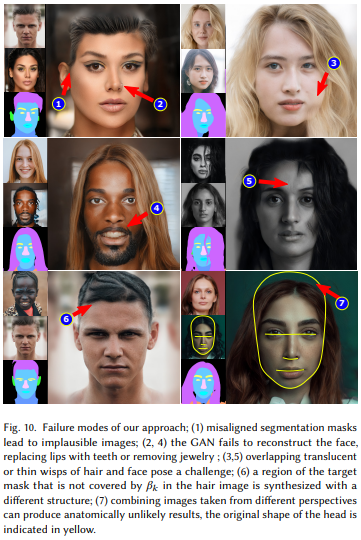 3
1
2
5
4
7
6
Fig. 10. Failure modes of our approach; (1) misaligned segmentation masks
lead to implausible images; (2, 4) the GAN fails to reconstruct the face,
replacing lips with teeth or removing jewelry ; (3,5) overlapping translucent
or thin wisps of hair and face pose a challenge; (6) a region of the target
mask that is not covered by βk in the hair image is synthesized with a
different structure; (7) combining images taken from different perspectives
can produce anatomically unlikely results, the original shape of the head is
indicated in yellow.